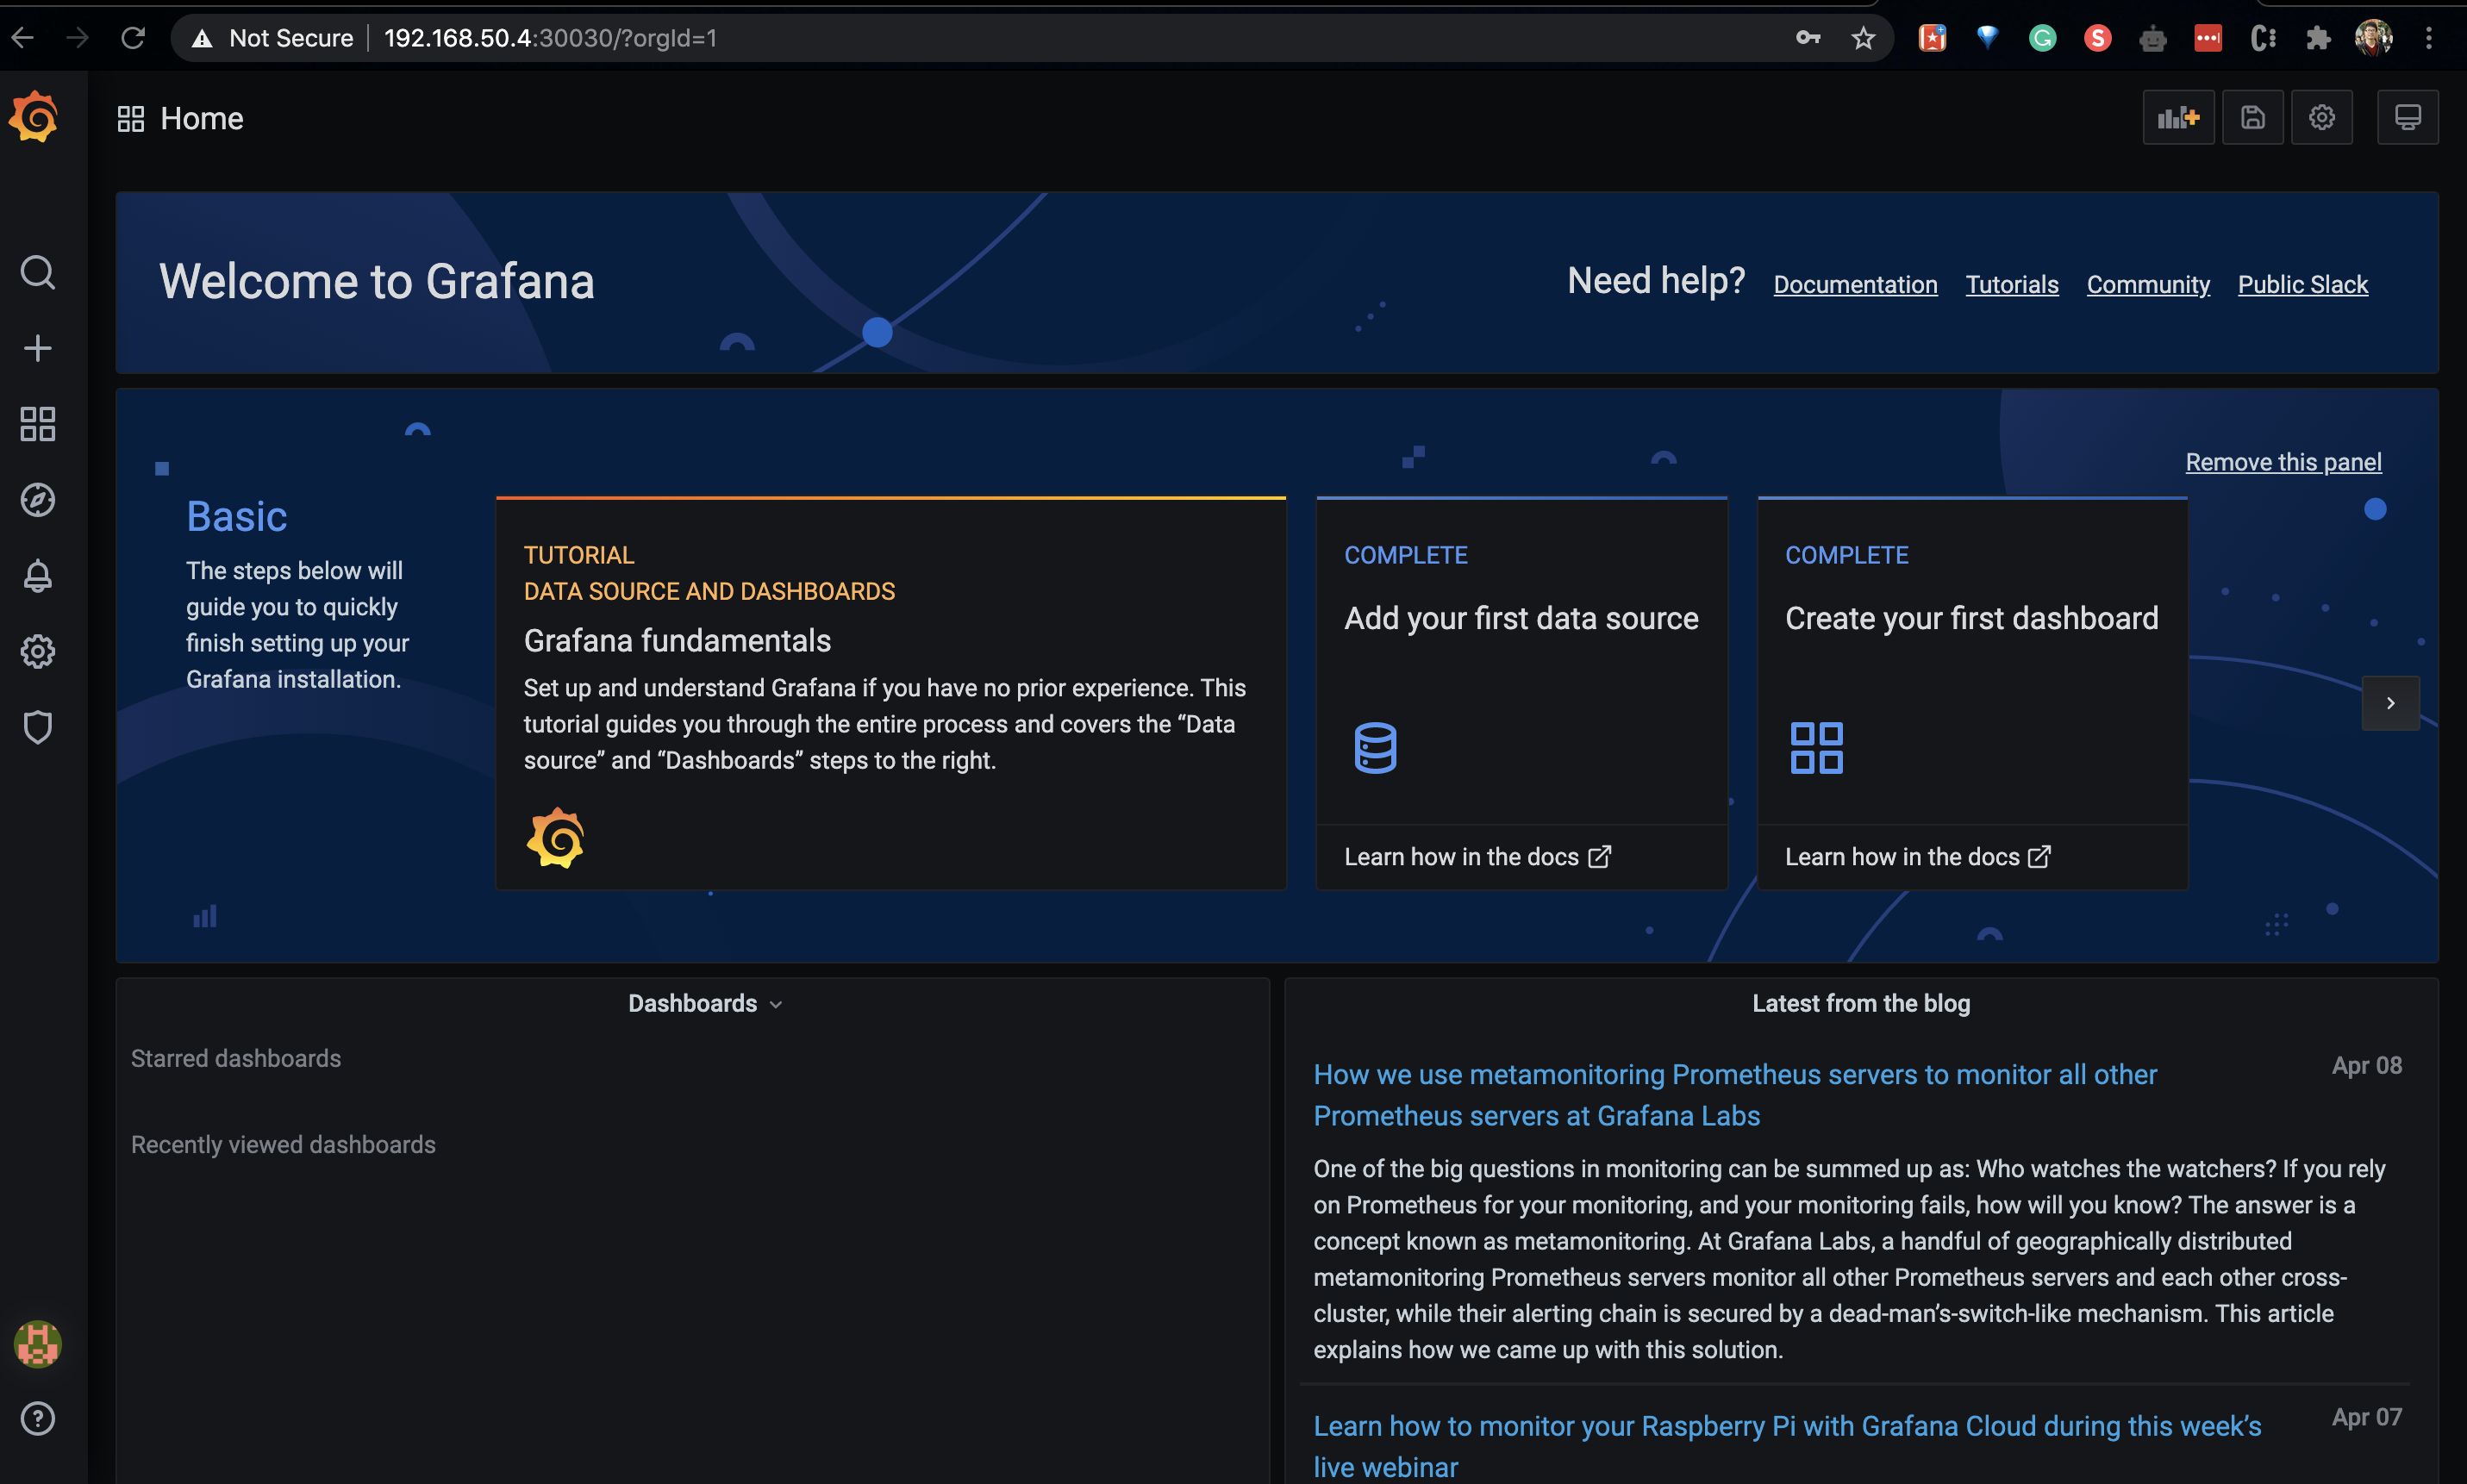 Not Secure
192.168.50.4:30030/?orgId=1
Home
Welcome to Grafana
Need help?
Documentation
Tutorials
Community
Public Slack
Remove this panel
Basic
The steps below will
guide you to quickly
finish setting up your
Grafana installation.
TUTORIAL
DATA SOURCE AND DASHBOARDS
Grafana fundamentals
Set up and understand Grafana if you have no prior experience. This
tutorial guides you through the entire process and covers the “Data
source” and “Dashboards” steps to the right.
COMPLETE
Add your first data source
Learn how in the docs
COMPLETE
Create your first dashboard
Learn how in the docs
Dashboards
Starred dashboards
Recently viewed dashboards
Latest from the blog
How we use metamonitoring Prometheus servers to monitor all other
Prometheus servers at Grafana Labs
Apr 08
One of the big questions in monitoring can be summed up as: Who watches the watchers? If you rely
on Prometheus for your monitoring, and your monitoring fails, how will you know? The answer is a
concept known as metamonitoring. At Grafana Labs, a handful of geographically distributed
metamonitoring Prometheus servers monitor all other Prometheus servers and each other cross-
cluster, while their alerting chain is secured by a dead-man’s-switch-like mechanism. This article
explains how we came up with this solution.
Learn how to monitor your Raspberry Pi with Grafana Cloud during this week’s
live webinar
Apr 07